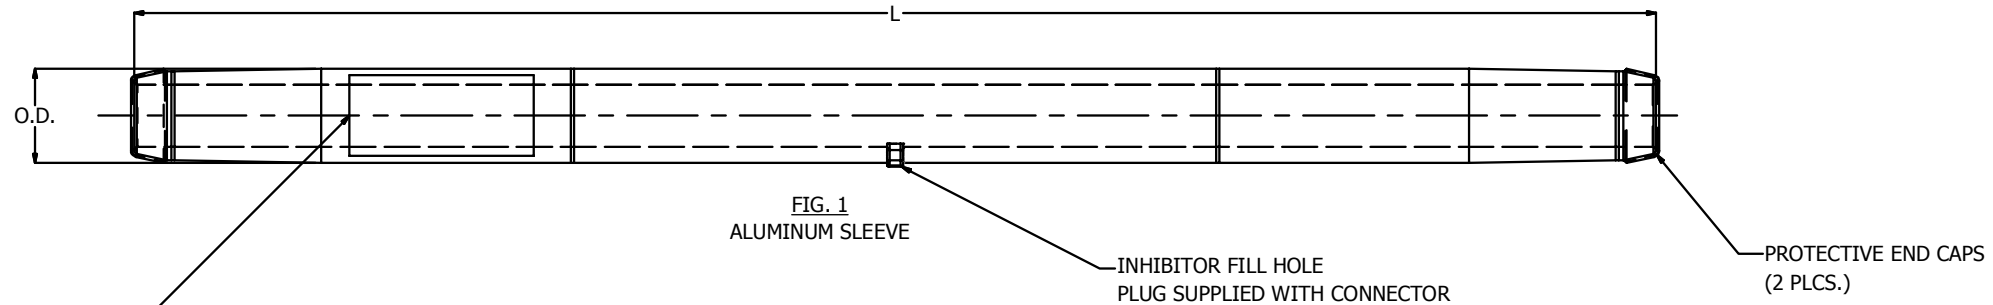 L
O.D.
FIG. 1
ALUMINUM SLEEVE
INHIBITOR FILL HOLE
PLUG SUPPLIED WITH CONNECTOR
PROTECTIVE END CAPS
(2 PLCS.)